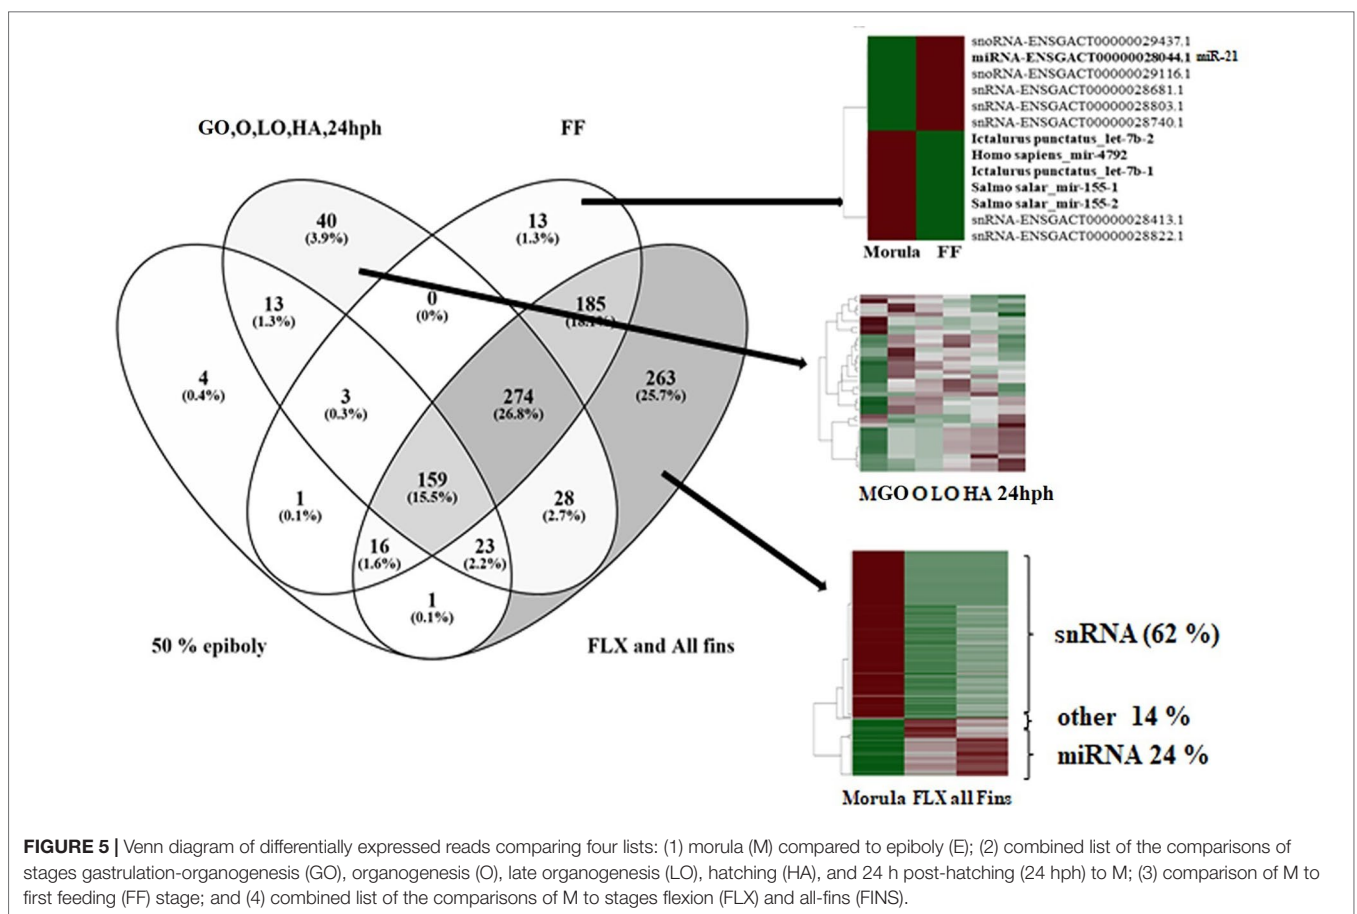 GO,O,LO,HA,24hph
FF
40
(3.9%)
13
(1.3%)
13
(1.3%)
0
(0%)
185
(18.1%)
4
(0.4%)
3
(0.3%)
274
(26.8%)
263
(25.7%)
159
(15.5%)
1
(0.1%)
28
(2.7%)
16
(1.6%)
23
(2.2%)
1
(0.1%)
50 % epiboly
FLX and All fins
snoRNA-ENSGACT00000029437.1
miRNA-ENSGACT00000028044.1 miR-21
snoRNA-ENSGACT00000029116.1
snRNA-ENSGACT00000028681.1
snRNA-ENSGACT00000028803.1
snRNA-ENSGACT00000028740.1
Ictalurus punctatus_let-7b-2
Homo sapiens_mir-4792
Ictalurus punctatus_let-7b-1
Salmo salar_mir-155-1
Salmo salar_mir-155-2
snRNA-ENSGACT00000028413.1
snRNA-ENSGACT00000028822.1
Morula FF
MGO O LO HA 24hph
snRNA (62 %)
other 14 %
miRNA 24 %
Morula FLX all Fins
FIGURE 5 | Venn diagram of differentially expressed reads comparing four lists: (1) morula (M) compared to epiboly (E); (2) combined list of the comparisons of
stages gastrulation-organogenesis (GO), organogenesis (O), late organogenesis (LO), hatching (HA), and 24 h post-hatching (24 hph) to M; (3) comparison of M to
first feeding (FF) stage; and (4) combined list of the comparisons of M to stages flexion (FLX) and all-fins (FINS).